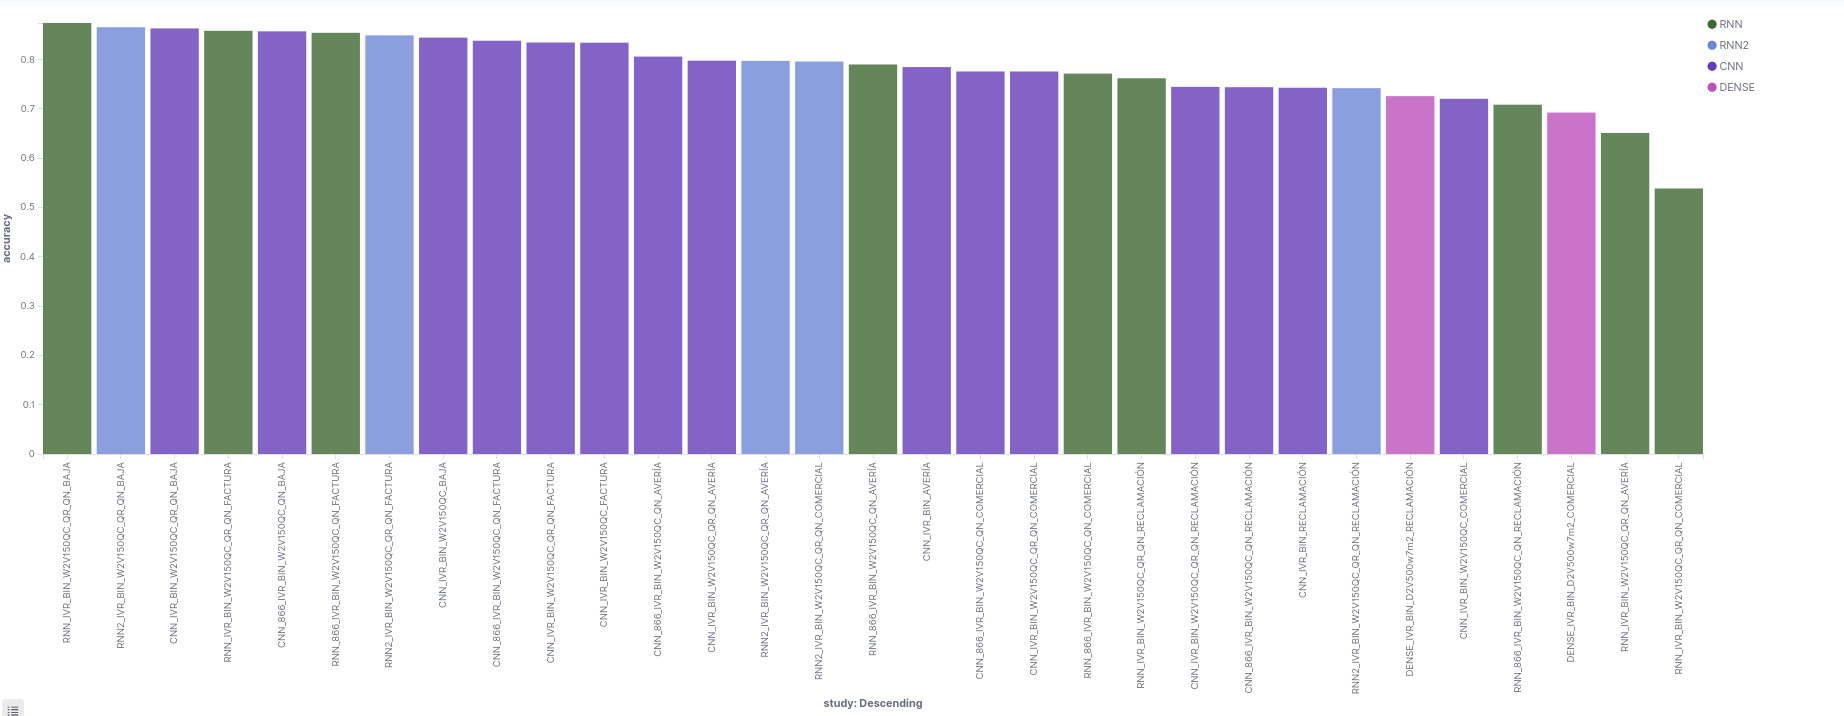 RNN
RNN2
CNN
DENSE
accuracy
0.8
0.7
0.6
0.5
0.4
0.3
0.2
0.1
0
RNN_IVR_BIN_W2V150QC_QR_QN_BAJA
RNN2_IVR_BIN_W2V150QC_QR_QN_BAJA
CNN_IVR_BIN_W2V150QC_QR_QN_BAJA
RNN_IVR_BIN_W2V150QC_QR_QN_FACTURA
CNN_866_IVR_BIN_W2V150QC_QN_BAJA
RNN_866_IVR_BIN_W2V150QC_QN_FACTURA
RNN2_IVR_BIN_W2V150QC_QR_QN_FACTURA
CNN_IVR_BIN_W2V150QC_BAJA
CNN_866_IVR_BIN_W2V150QC_QN_FACTURA
CNN_IVR_BIN_W2V150QC_QR_QN_FACTURA
CNN_IVR_BIN_W2V150QC_FACTURA
CNN_866_IVR_BIN_W2V150QC_QN_AVERÍA
CNN_IVR_BIN_W2V150QC_QR_QN_AVERÍA
RNN2_IVR_BIN_W2V150QC_QR_QN_AVERÍA
RNN2_IVR_BIN_W2V150QC_QR_QN_COMERCIAL
RNN_866_IVR_BIN_W2V150QC_QN_AVERÍA
CNN_IVR_BIN_AVERÍA
CNN_866_IVR_BIN_W2V150QC_QN_COMERCIAL
CNN_IVR_BIN_W2V150QC_QR_QN_COMERCIAL
RNN_866_IVR_BIN_W2V150QC_QN_COMERCIAL
RNN_IVR_BIN_W2V150QC_QR_QN_RECLAMACIÓN
CNN_IVR_BIN_W2V150QC_QR_QN_RECLAMACIÓN
CNN_866_IVR_BIN_W2V150QC_QN_RECLAMACIÓN
CNN_IVR_BIN_RECLAMACIÓN
RNN2_IVR_BIN_W2V150QC_QR_QN_RECLAMACIÓN
DENSE_IVR_BIN_D2V500w7m2_RECLAMACIÓN
CNN_IVR_BIN_W2V150QC_COMERCIAL
RNN_866_IVR_BIN_W2V150QC_QN_RECLAMACIÓN
DENSE_IVR_BIN_D2V500w7m2_COMERCIAL
RNN_IVR_BIN_W2V150QC_QR_QN_AVERÍA
RNN_IVR_BIN_W2V150QC_QR_QN_COMERCIAL
study: Descending